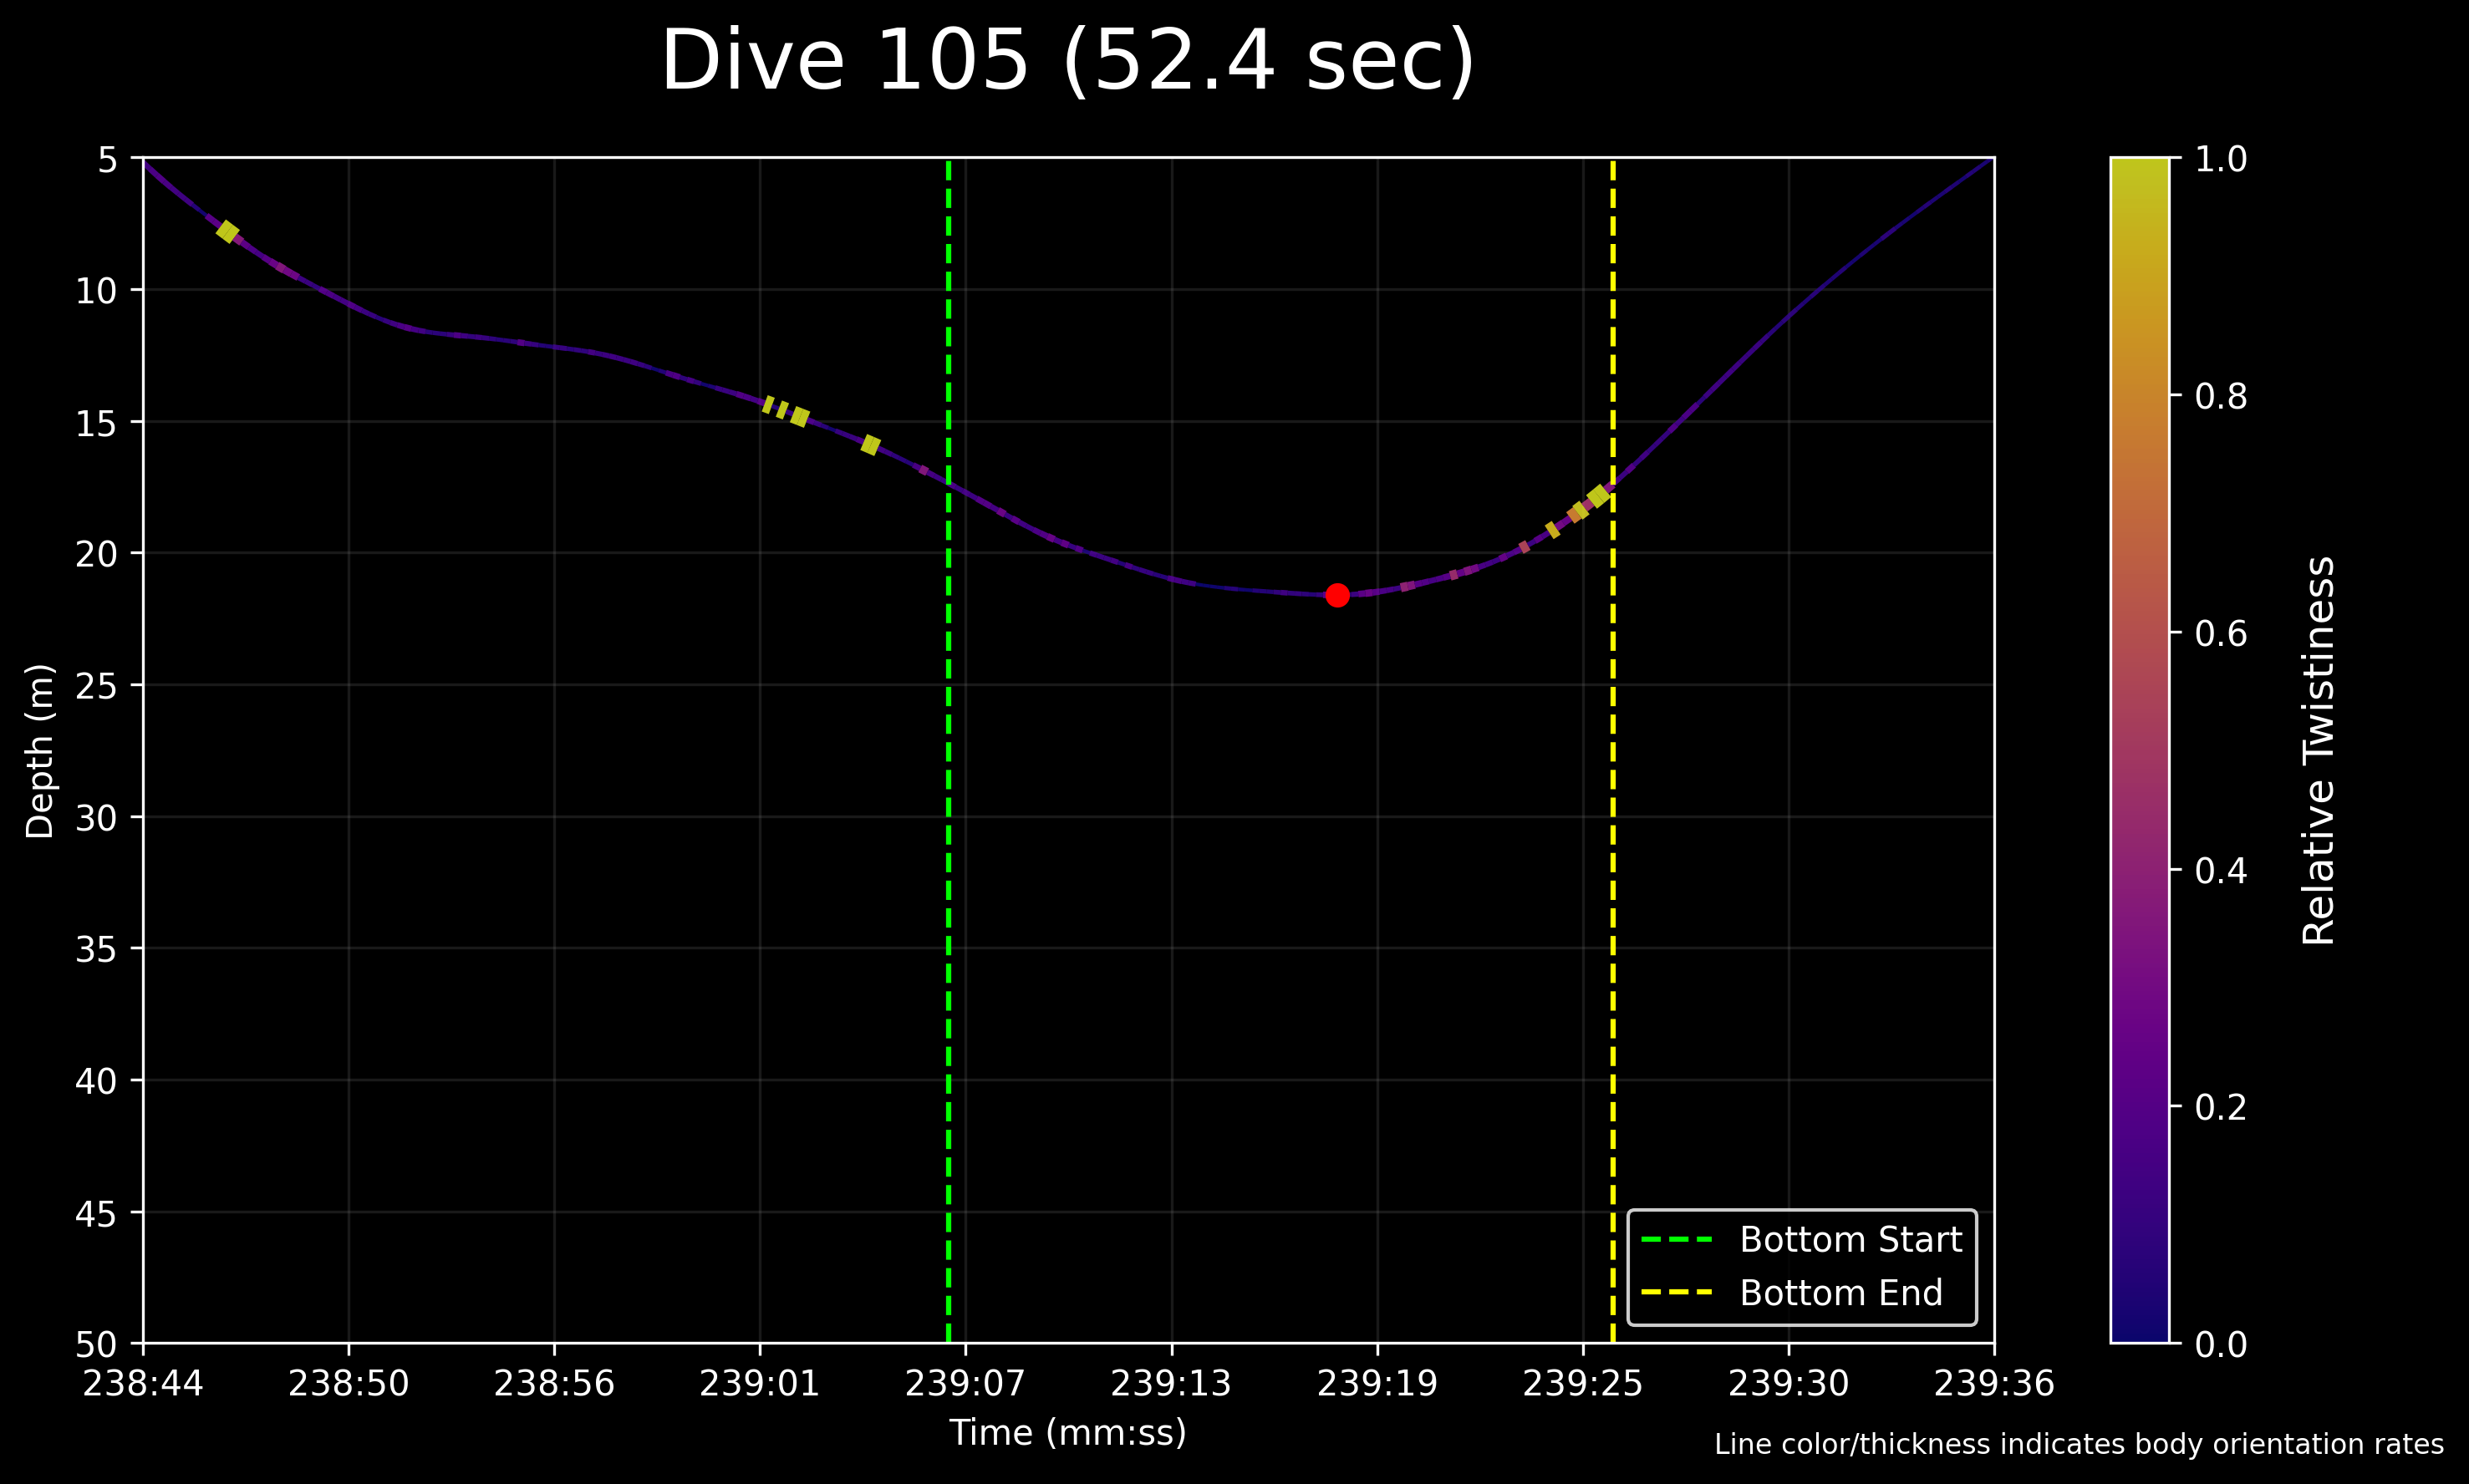 Dive 105 (52.4 sec)
5
10
15
20
25
30
35
40
45
50
Depth (m)
238:44 238:50 238:56 239:01 239:07 239:13 239:19 239:25 239:30 239:36
Time (mm:ss)
Bottom Start
Bottom End
1.0
0.8
0.6
0.4
0.2
0.0
Relative Twistiness
Line color/thickness indicates body orientation rates